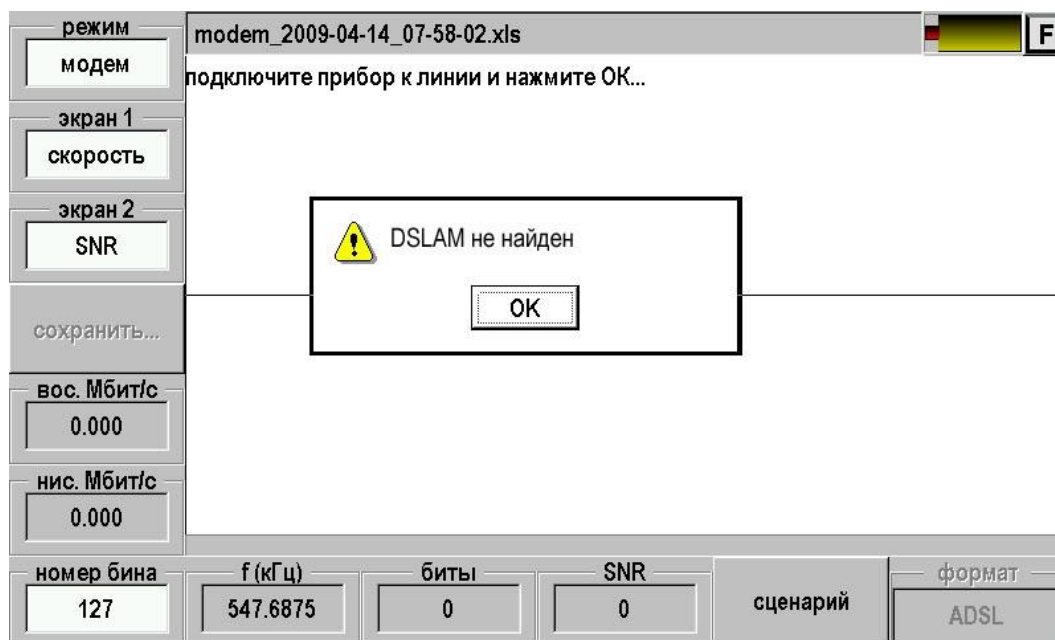 режим
модем
modem_2009-04-14_07-58-02.xls
F
подключите прибор к линии и нажмите ОК...
экран 1
скорость
экран 2
SNR
DSLAM не найден
OK
сохранить...
вос. Мбит/с
0.000
нис. Мбит/с
0.000
номер бина
127
f (кГц)
547.6875
биты
0
SNR
0
сценарий
формат
ADSL